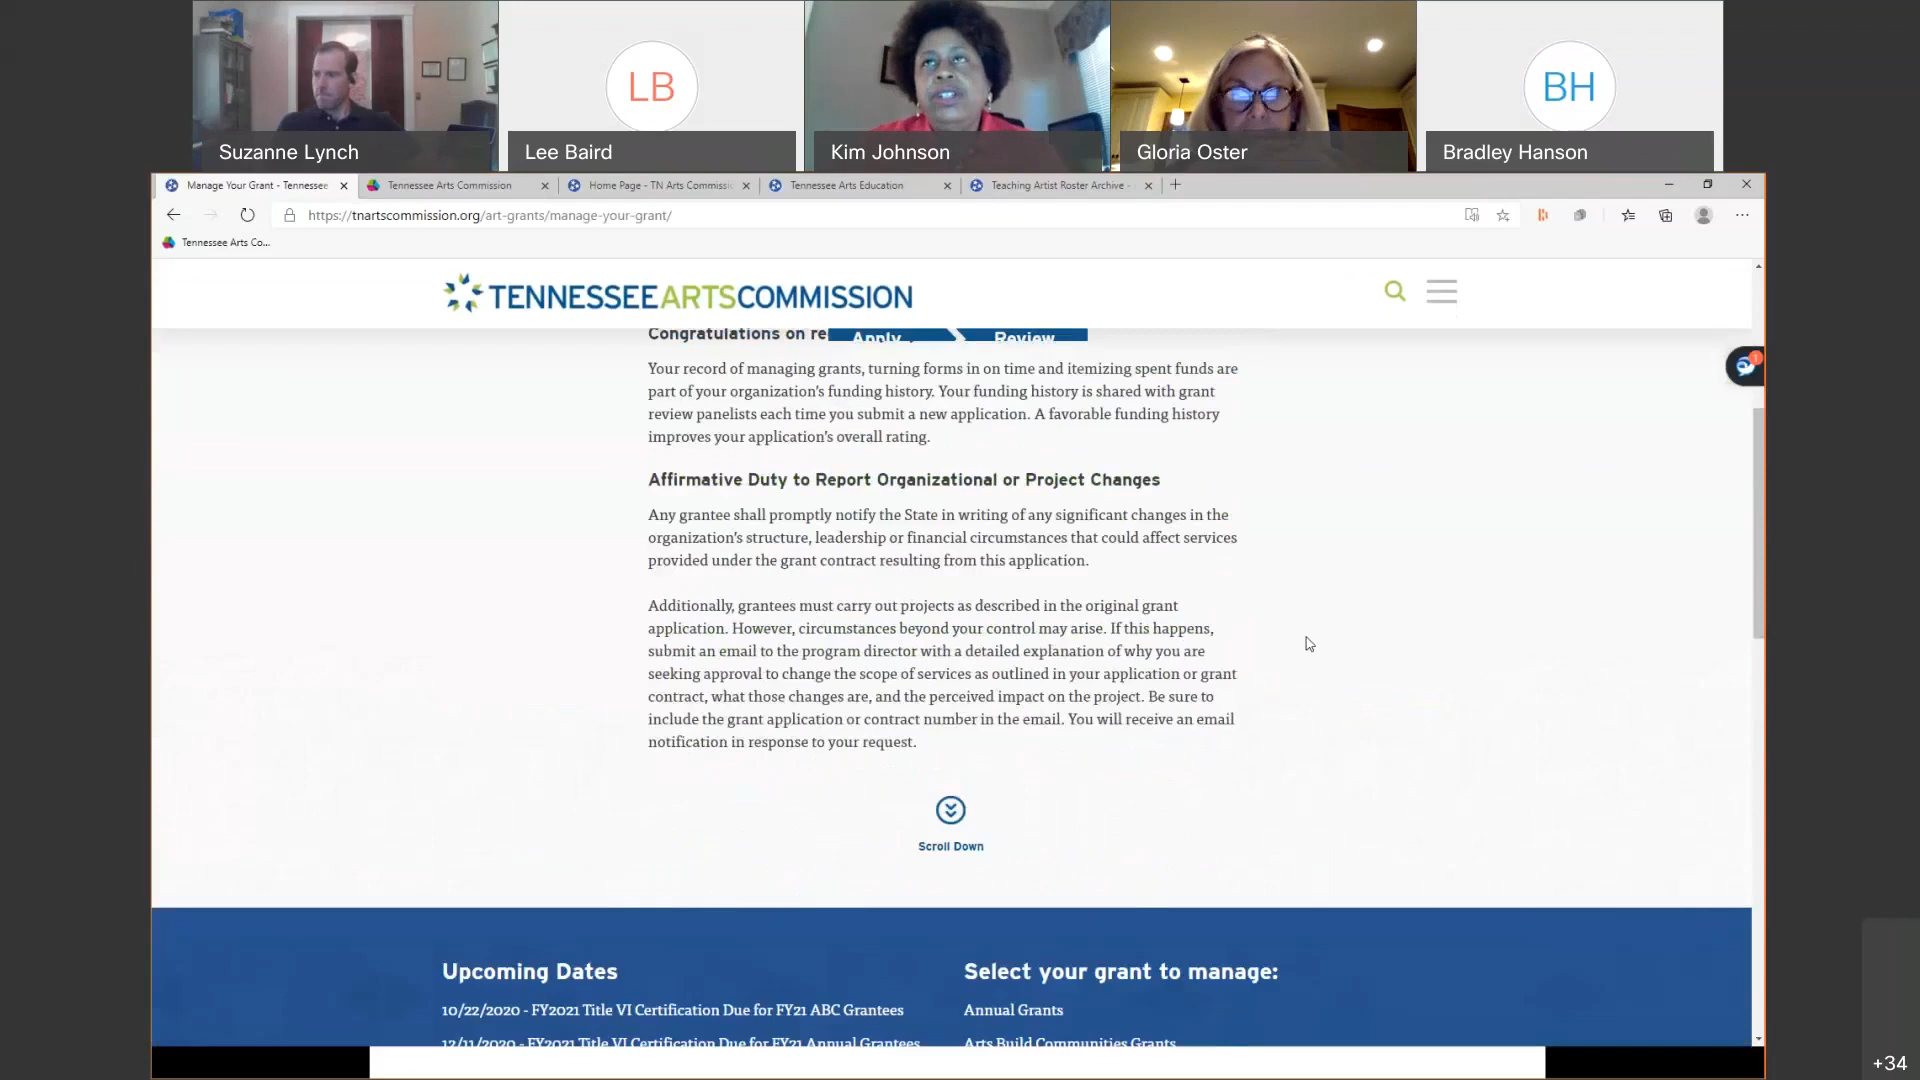 LB
BH
Suzanne Lynch
Lee Baird
Kim Johnson
Gloria Oster
Bradley Hanson
Manage Your Grant - Tennessee
Tennessee Arts Commission
Home Page - TN Arts Commissi
Tennessee Arts Education
Teaching Artist Roster Archive -
https://tnartscommission.org/art-grants/manage-your-grant/
Tennessee Arts Co...
TENNESSEEARTSCOMMISSION
1
Congratulations on re
Apply
Review
Your record of managing grants, turning forms in on time and itemizing spent funds are
part of your organization's funding history. Your funding history is shared with grant
review panelists each time you submit a new application. A favorable funding history
improves your application's overall rating.
Affirmative Duty to Report Organizational or Project Changes
Any grantee shall promptly notify the State in writing of any significant changes in the
organization's structure, leadership or financial circumstances that could affect services
provided under the grant contract resulting from this application.
Additionally, grantees must carry out projects as described in the original grant
application. However, circumstances beyond your control may arise. If this happens,
submit an email to the program director with a detailed explanation of why you are
seeking approval to change the scope of services as outlined in your application or grant
contract, what those changes are, and the perceived impact on the project. Be sure to
include the grant application or contract number in the email. You will receive an email
notification in response to your request.
Scroll Down
Upcoming Dates
Select your grant to manage:
10/22/2020 - FY2021 Title VI Certification Due for FY21 ABC Grantees
Annual Grants
12/11/2020 - FY2021 Title VI Certification Due for FY21 Annual Grantees
Arts Build Communities Grants
+34